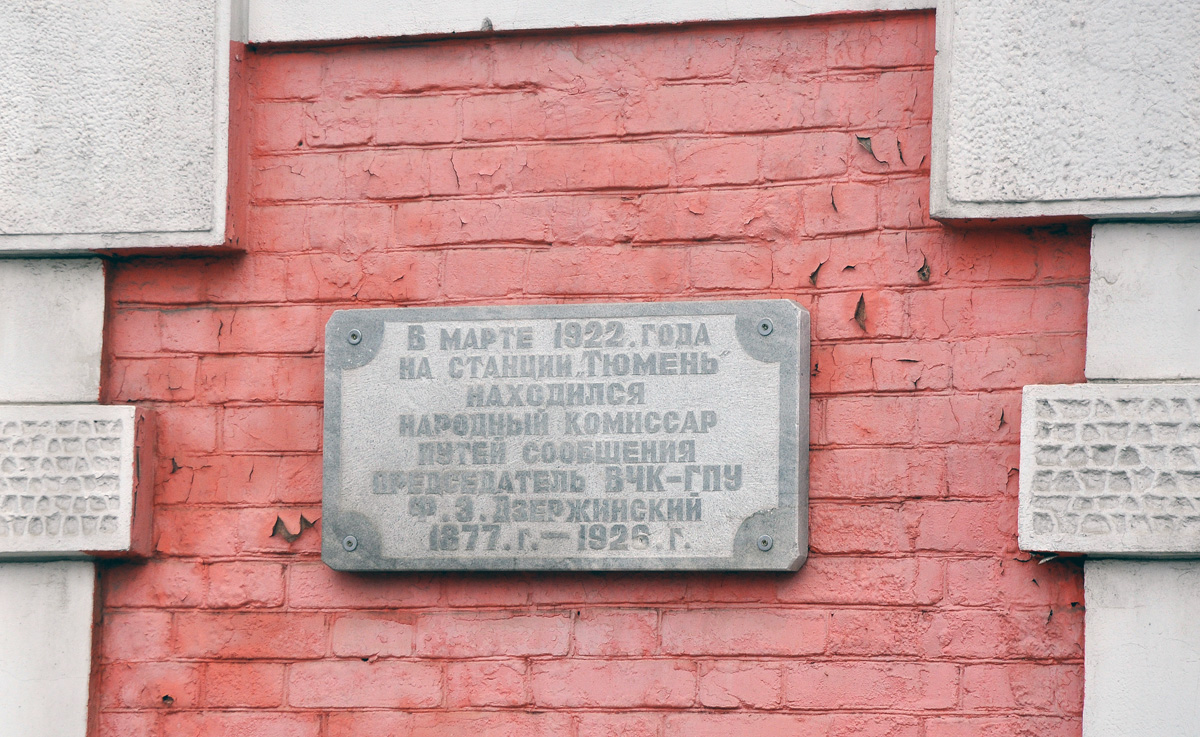 В МАРТЕ 1922.ГОДА
НА СТАНЦИИ „ТЮМЕНЬ”
НАХОДИЛСЯ
НАРОДНЫЙ КОМИССАР
ПУТЕЙ СООБЩЕНИЯ
ПРЕДСЕДАТЕЛЬ ВЧК-ГПУ
Ф.Э.ДЗЕРЖИНСКИЙ
1877.г.—1926.г.